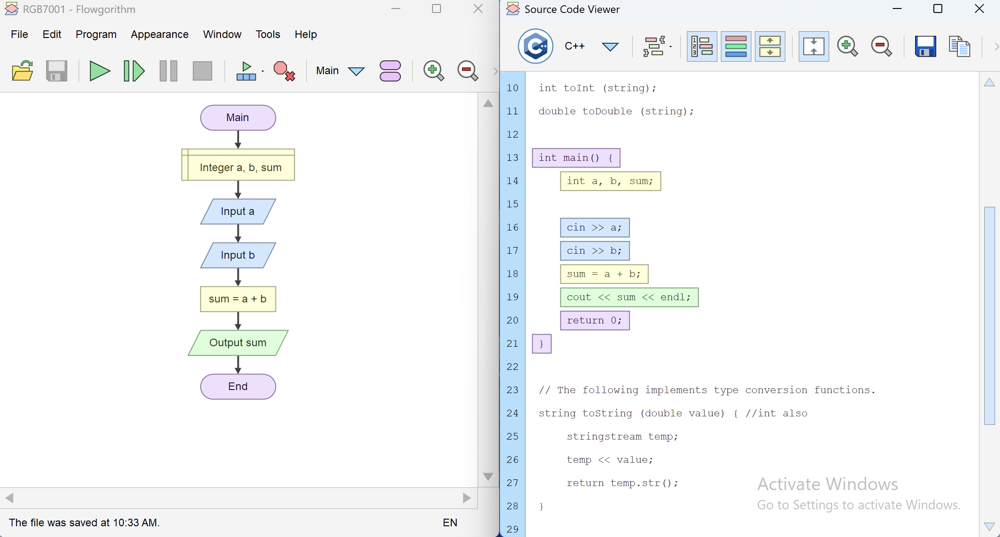 RGB7001 - Flowgorithm
File Edit Program Appearance Window Tools Help
Main
Main
Integer a, b, sum
Input a
Input b
sum = a + b
Output sum
End
The file was saved at 10:33 AM.
EN
Source Code Viewer
C++
10 int toInt (string);
11 double toDouble (string);
12
13 int main() {
14 int a, b, sum;
15
16 cin >> a;
17 cin >> b;
18 sum = a + b;
19 cout << sum << endl;
20 return 0;
21 }
22
23 // The following implements type conversion functions.
24 string toString (double value) { //int also
25 stringstream temp;
26 temp << value;
27 return temp.str();
28 }
29
Activate Windows
Go to Settings to activate Windows.